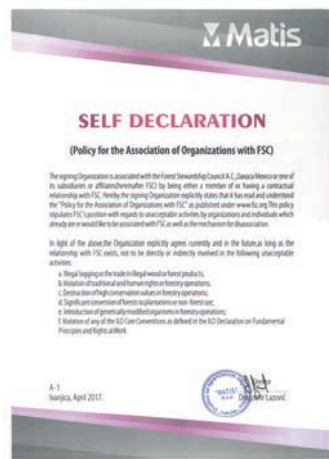 Matis
SELF DECLARATION
(Policy for the Association of Organizations with FSC)
The signing Organization is associated with the Forest Stewardship Council A.C.,Oaxaca Mexico or one of
its subsidiaries or affiliates(hereinafter FSC) by being either a member of or having a contractual
relationship with FSC. Hereby the signing Organization explicitly states that it has read and understood
the "Policy for the Association of Organizations with FSC" as published under www.fsc.org.This policy
stipulates FSC's position with regards to unacceptable activities by organizations and individuals which
already are or would like to be associated with FSC as well as the mechanism for disassociation.
In light of the above,the Organization explicitly agrees currently and in the future,as long as the
relationship with FSC exists, not to be directly or indirectly involved in the following unacceptable
activities:
a. Illegal logging or the trade in illegal wood or forest products;
b. Violation of traditional and human rights in forestry operations;
c. Destruction of high conservation values in forestry operations;
d. Significant conversion of forests to plantations or non-forest use;
e. Introduction of genetically modified organisms in forestry operations;
f. Violation of any of the ILO Core Conventions as defined in the ILO Declaration on Fundamental
Principles and Rights at Work.
A-1
Ivanjica, April 2017.
"MATIS"
Lazović